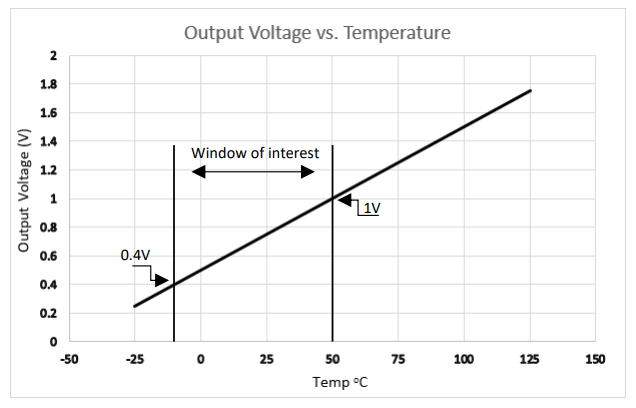 Output Voltage vs. Temperature
Output Voltage (V)
2
1.8
1.6
1.4
1.2
1
0.8
0.6
0.4
0.2
0
Window of interest
0.4V
1V
-50 -25 0 25 50 75 100 125 150
Temp ᵒC